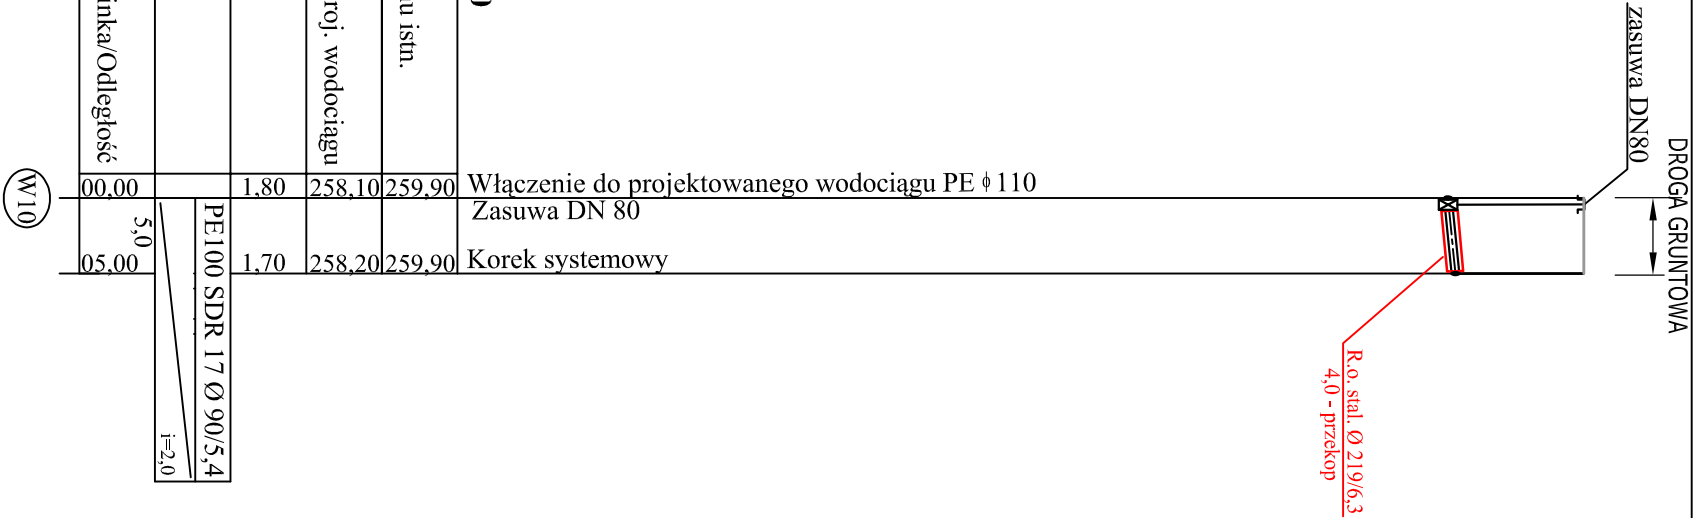 zasuwa DN80
DROGA GRUNTOWA
istn.
roj. wodociągu
inka/Odległość
00,00
1,80
258,10
259,90
Włączenie do projektowanego wodociągu PE ϕ 110
Zasuwa DN 80
05,00
1,70
258,20
259,90
Korek systemowy
W10
5,0
PE100 SDR 17 Ø 90/5,4
i=2,0
R.o. stal. Ø 219/6,3
4,0 - przekop